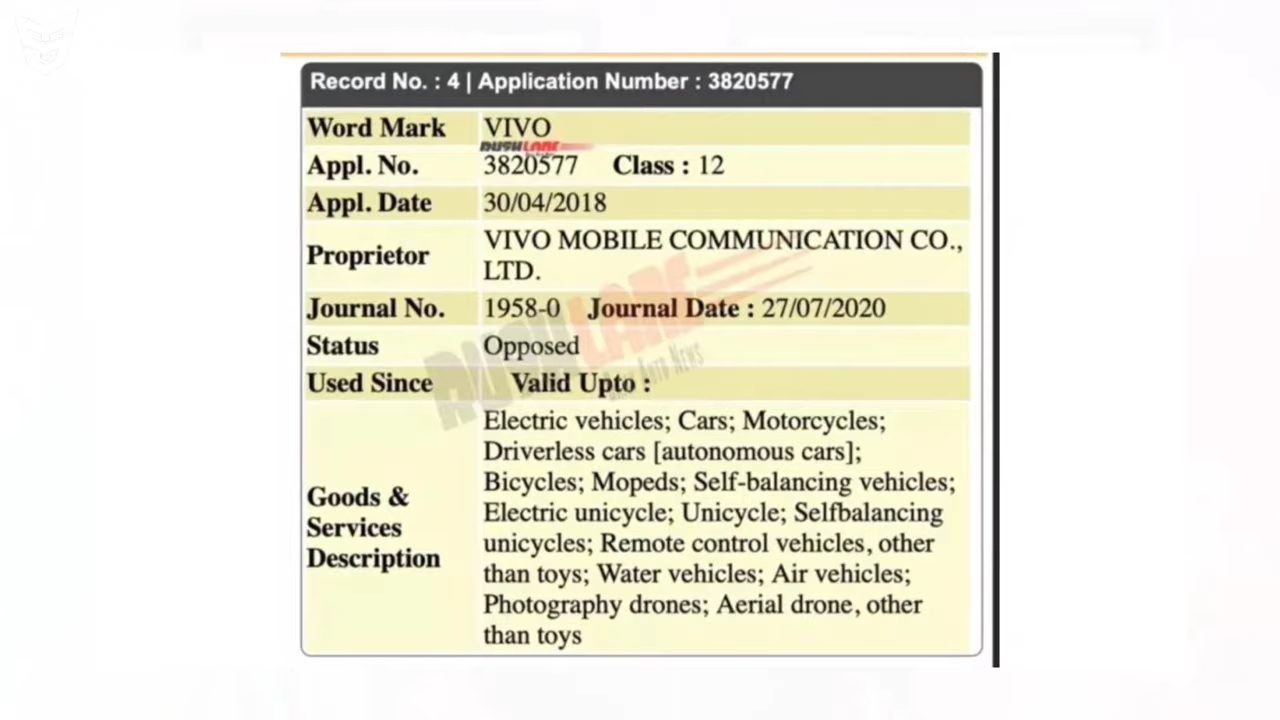 Record No. : 4 | Application Number : 3820577
Word Mark VIVO
RUSHLANE
Appl. No. 3820577 Class : 12
Appl. Date 30/04/2018
Proprietor VIVO MOBILE COMMUNICATION CO.,
LTD.
Journal No. 1958-0 Journal Date : 27/07/2020
Status Opposed
RUSHLANE
Used Since Valid Upto :
Goods &
Services
Description
Electric vehicles; Cars; Motorcycles;
Driverless cars [autonomous cars];
Bicycles; Mopeds; Self-balancing vehicles;
Electric unicycle; Unicycle; Selfbalancing
unicycles; Remote control vehicles, other
than toys; Water vehicles; Air vehicles;
Photography drones; Aerial drone, other
than toys